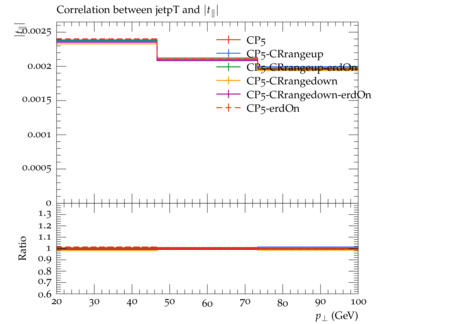 Correlation between jetpT and |t∥|
|t∥|
0.0025
0.002
0.0015
0.001
0.0005
0
CP5
CP5-CRrangeup
CP5-CRrangeup-erdOn
CP5-CRrangedown
CP5-CRrangedown-erdOn
CP5-erdOn
Ratio
1.3
1.2
1.1
1
0.9
0.8
0.7
0.6
20 30 40 50 60 70 80 90 100
p⊥ (GeV)